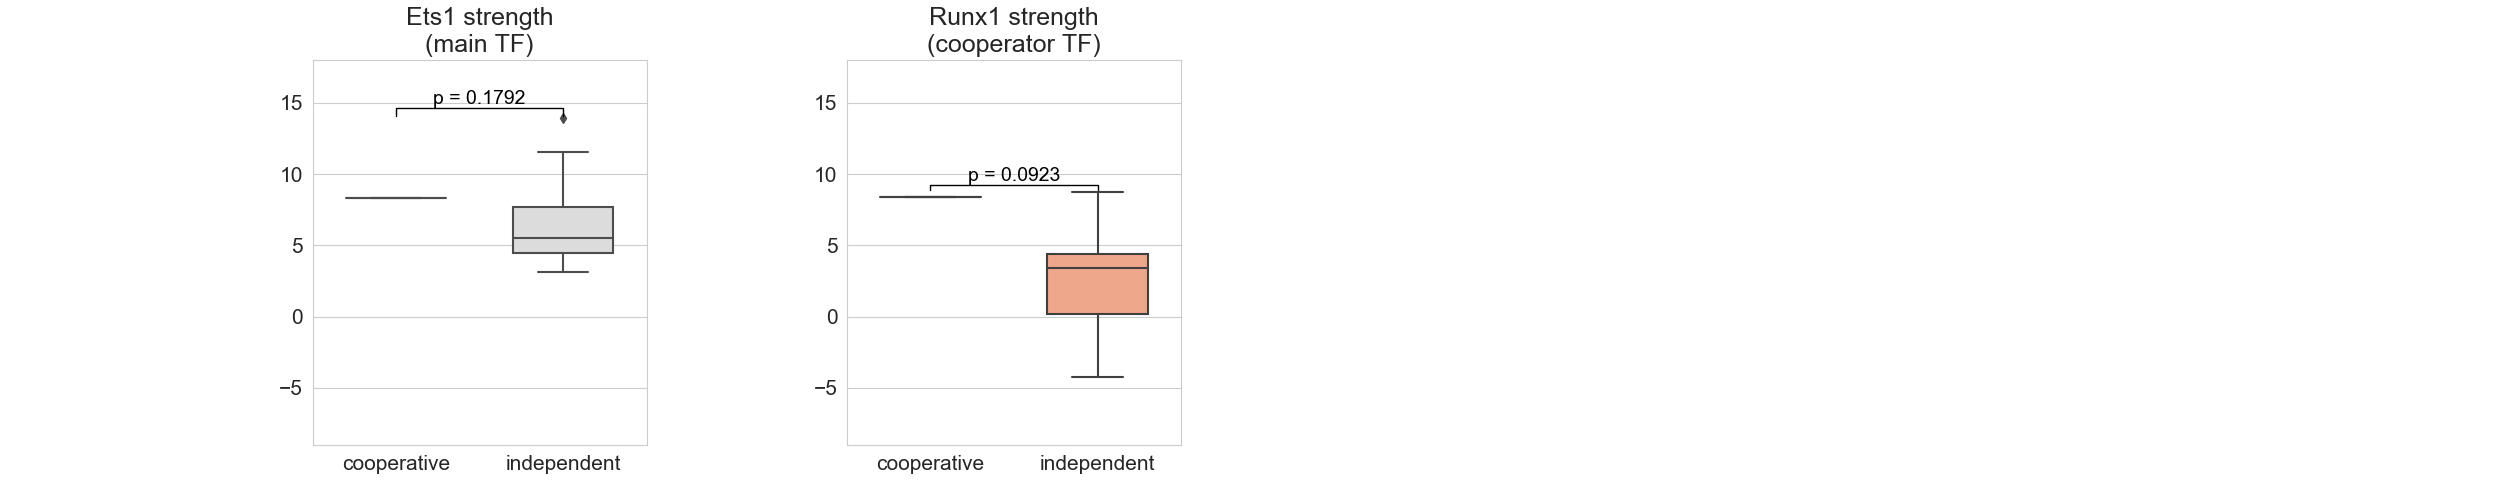 Ets1 strength
(main TF)
15
10
5
0
−5
p = 0.1792
cooperative
independent
Runx1 strength
(cooperator TF)
15
10
5
0
−5
p = 0.0923
cooperative
independent